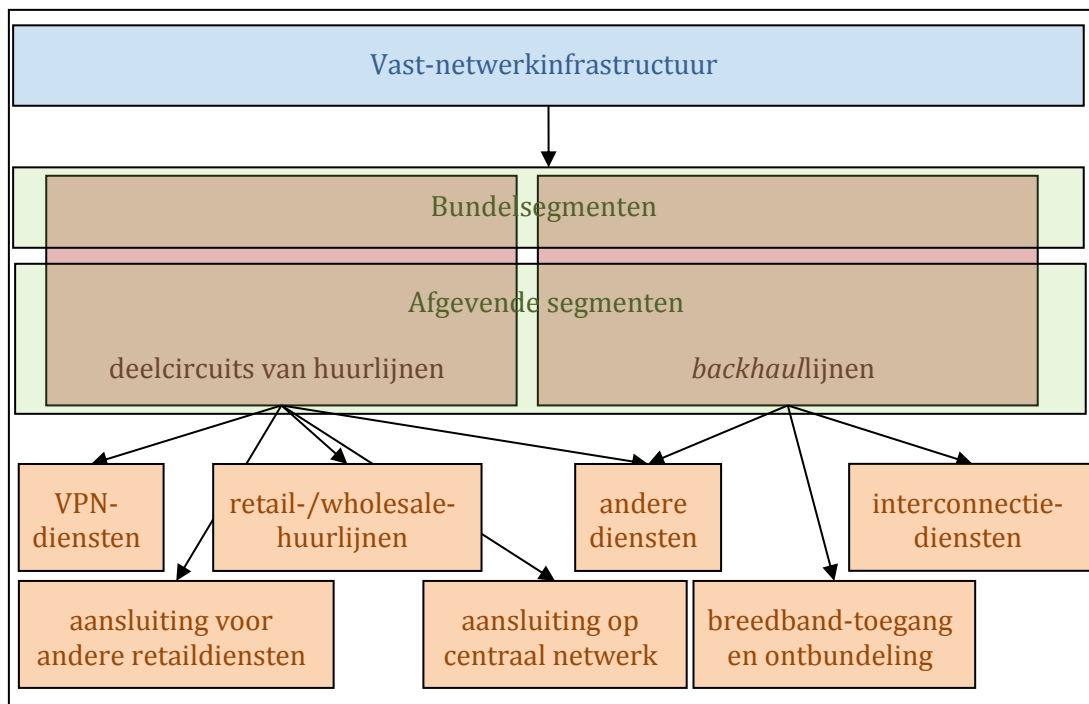 Vast-netwerkinfrastructuur
Bundelsegmenten
Afgevende segmenten
deelcircuits van huurlijnen
backhaullijnen
VPN-
diensten
retail-/wholesale-
huurlijnen
andere
diensten
interconnectie-
diensten
aansluiting voor
andere retaildiensten
aansluiting op
centraal netwerk
breedband-toegang
en ontbundeling